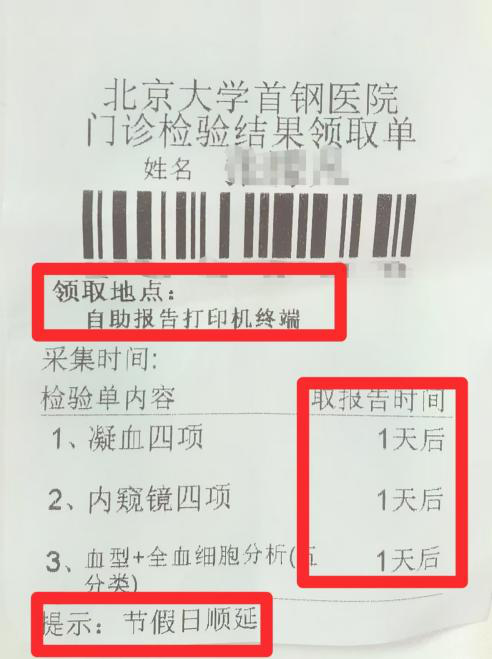 北京大学首钢医院
门诊检验结果领取单
姓名
领取地点：
自助报告打印机终端
采集时间:
检验单内容 取报告时间
1、凝血四项 1天后
2、内窥镜四项 1天后
3、血型+全血细胞分析(五 1天后
分类)
提示：节假日顺延